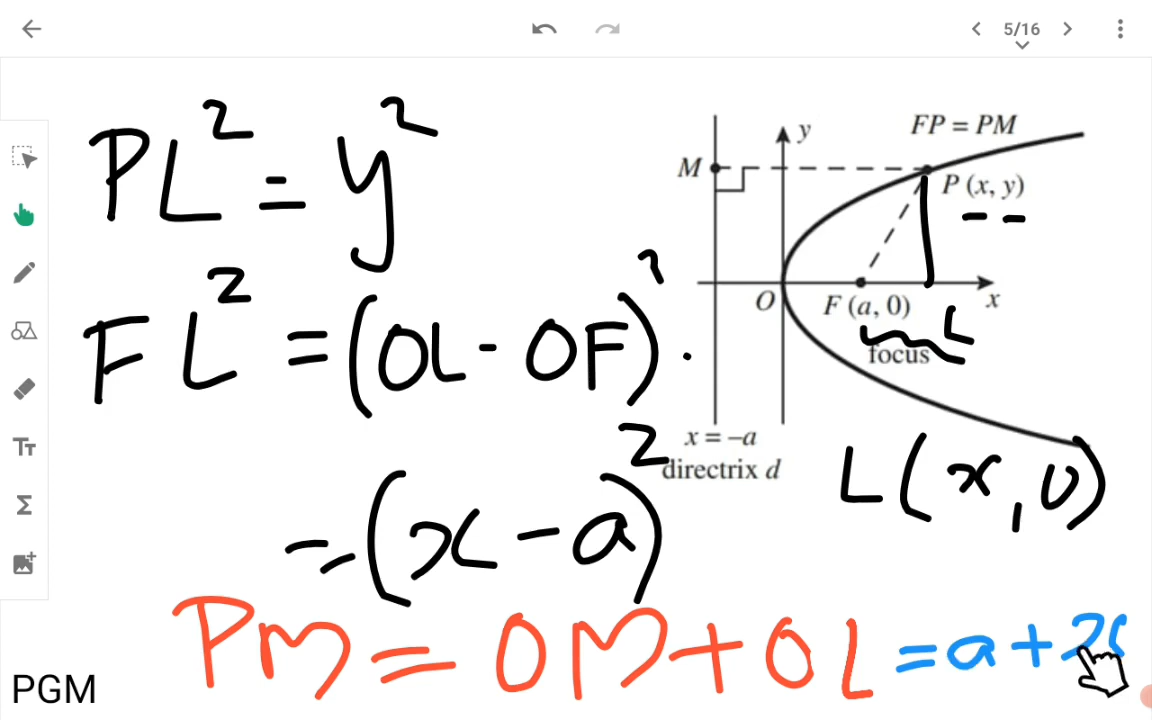 5/16
PL² = y²
FL² = (OL - OF)² .
= (x - a)²
PM = OM + OL = a + x
FP = PM
y
M
P (x, y)
O
F (a, 0)
x
L
focus
x = –a
directrix d
L(x, 0)
Tт
Σ
PGM